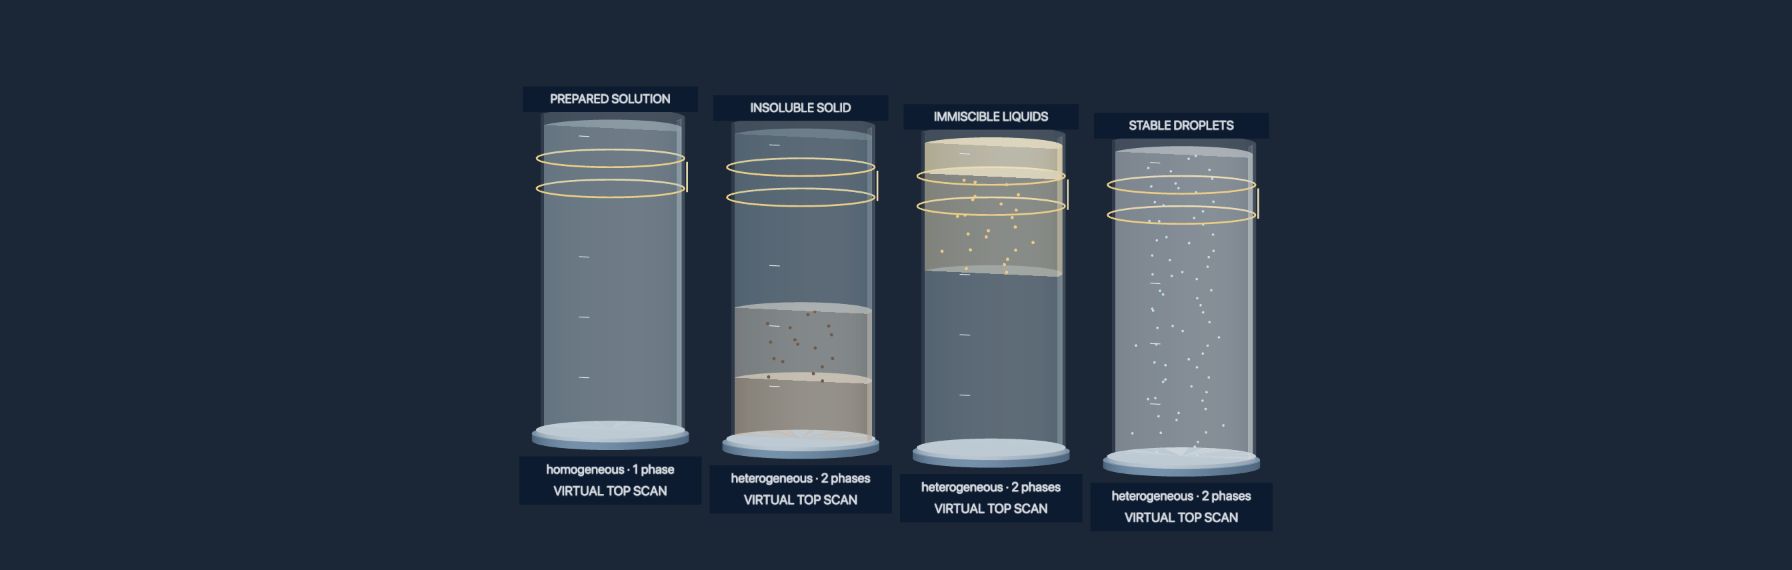 PREPARED SOLUTION
INSOLUBLE SOLID
IMMISCIBLE LIQUIDS
STABLE DROPLETS
homogeneous · 1 phase
VIRTUAL TOP SCAN
heterogeneous · 2 phases
VIRTUAL TOP SCAN
heterogeneous · 2 phases
VIRTUAL TOP SCAN
heterogeneous · 2 phases
VIRTUAL TOP SCAN